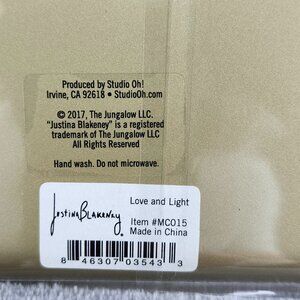 Produced by Studio Oh!
Irvine, CA 92618 • StudioOh.com
© 2017, The Jungalow LLC.
"Justina Blakeney" is a registered
trademark of The Jungalow LLC
All Rights Reserved
Hand wash. Do not microwave.
Love and Light
Justina Blakeney.
Item #MC015
Made in China
8 46307 03543 3